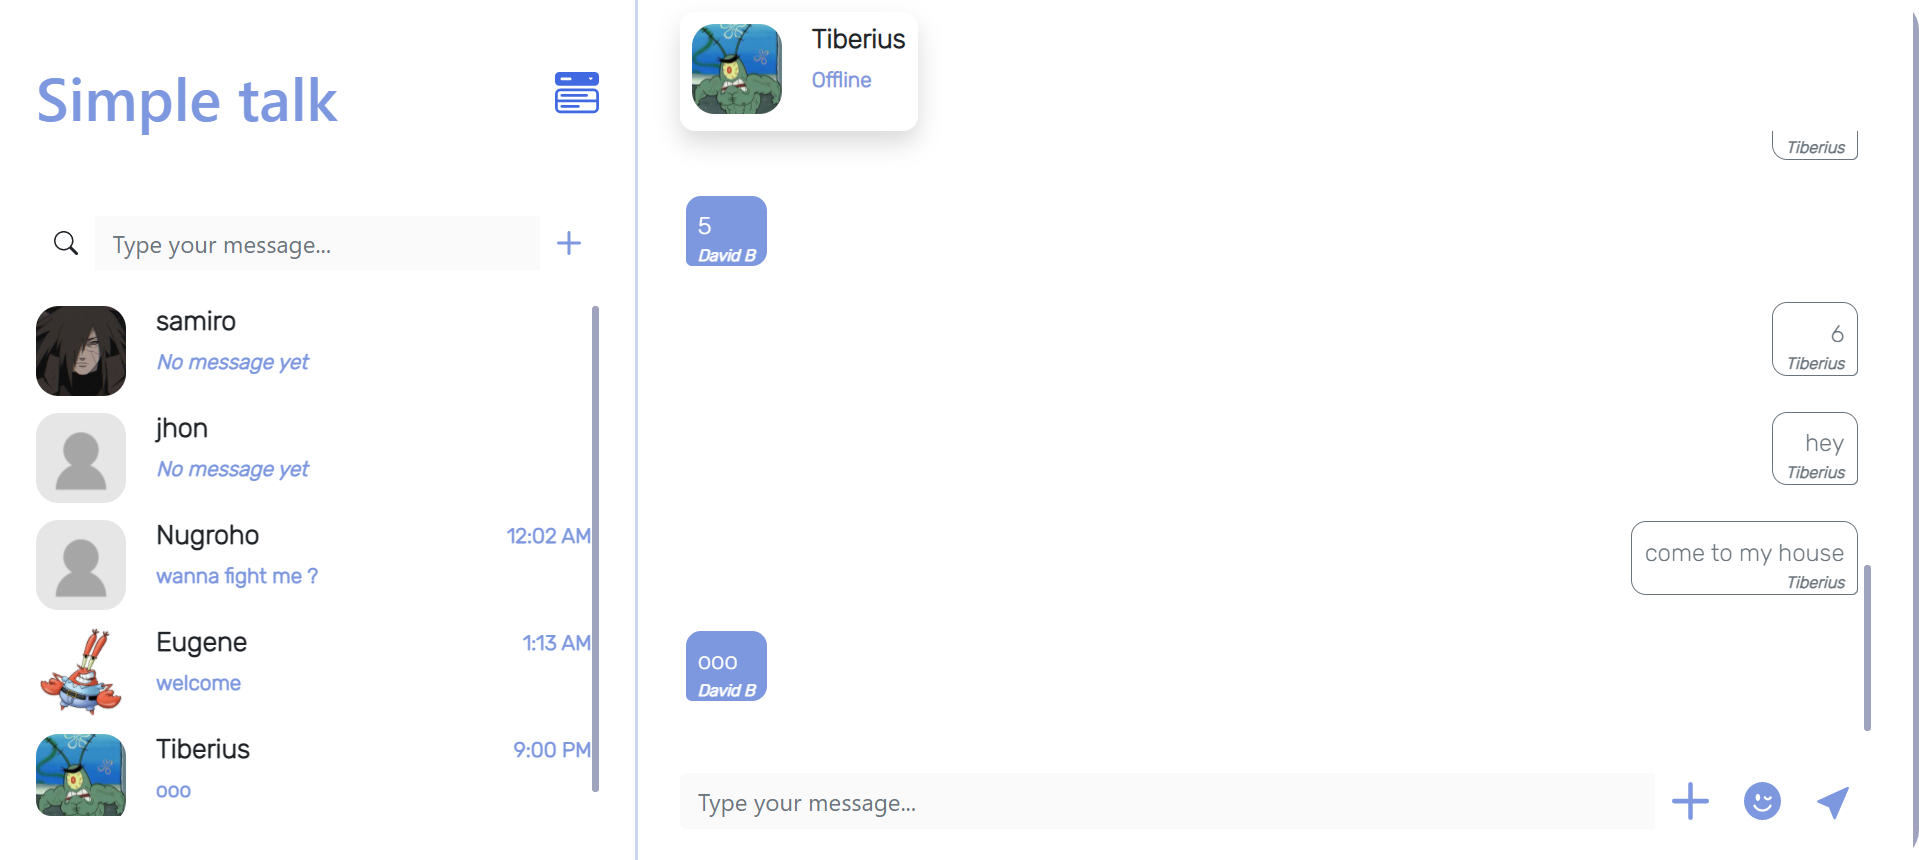 Simple talk
Type your message...
samiro
No message yet
jhon
No message yet
Nugroho
12:02 AM
wanna fight me ?
Eugene
1:13 AM
welcome
Tiberius
9:00 PM
ooo
Tiberius
Offline
Tiberius
5
David B
6
Tiberius
hey
Tiberius
come to my house
Tiberius
ooo
David B
Type your message...